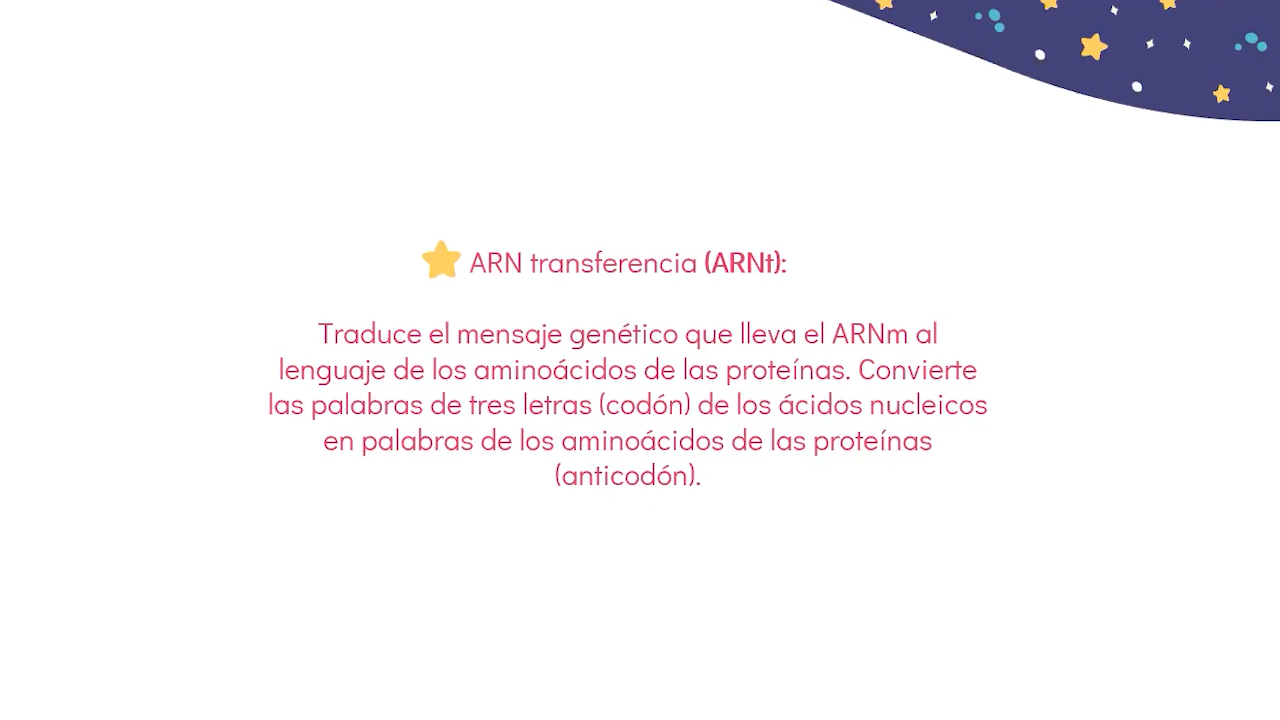 ARN transferencia (ARNt):
Traduce el mensaje genético que lleva el ARNm al
lenguaje de los aminoácidos de las proteínas. Convierte
las palabras de tres letras (codón) de los ácidos nucleicos
en palabras de los aminoácidos de las proteínas
(anticodón).